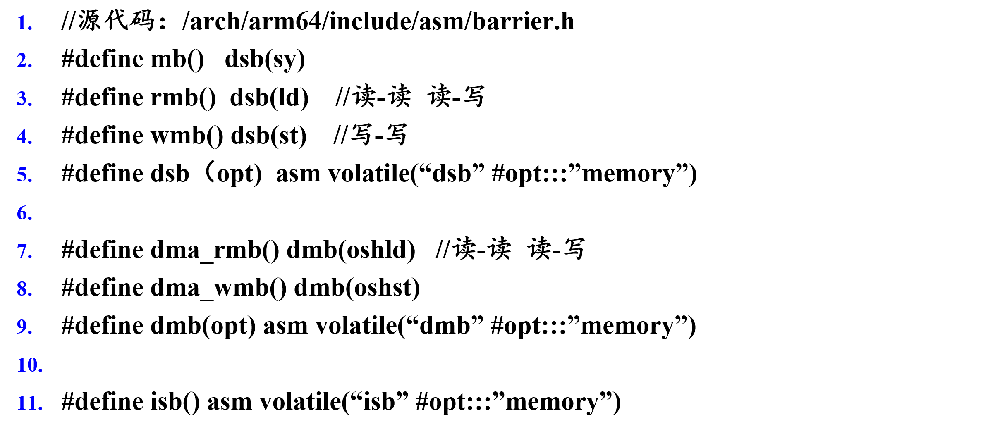 1. //源代码：/arch/arm64/include/asm/barrier.h
2. #define mb()   dsb(sy)
3. #define rmb()  dsb(ld)    //读-读  读-写
4. #define wmb() dsb(st)    //写-写
5. #define dsb（opt)  asm volatile(“dsb” #opt:::”memory”)
6.
7. #define dma_rmb() dmb(oshld)   //读-读  读-写
8. #define dma_wmb() dmb(oshst)
9. #define dmb(opt) asm volatile(“dmb” #opt:::”memory”)
10.
11. #define isb() asm volatile(“isb” #opt:::”memory”)